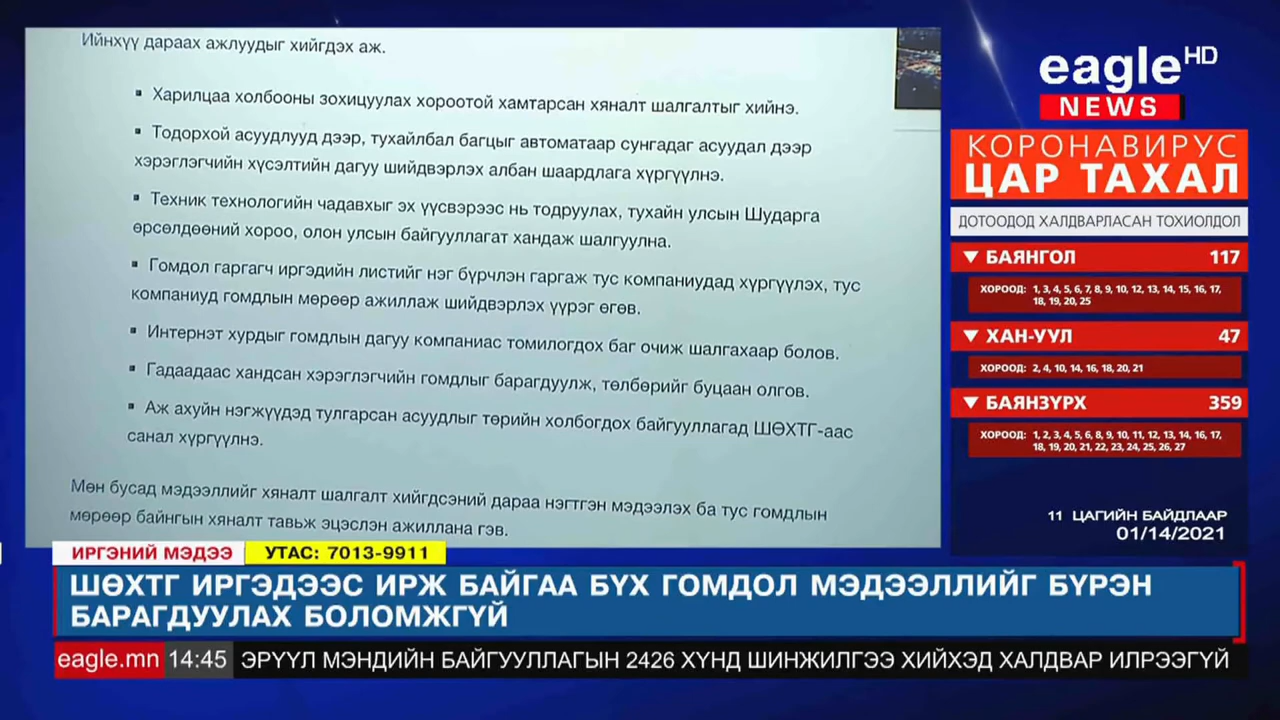 Ийнхүү дараах ажлуудыг хийгдэх аж.
▪ Харилцаа холбооны зохицуулах хороотой хамтарсан хяналт шалгалтыг хийнэ.
▪ Тодорхой асуудлууд дээр, тухайлбал багцыг автоматаар сунгадаг асуудал дээр
хэрэглэгчийн хүсэлтийн дагуу шийдвэрлэх албан шаардлага хүргүүлнэ.
▪ Техник технологийн чадавхыг эх үүсвэрээс нь тодруулах, тухайн улсын Шударга
өрсөлдөөний хороо, олон улсын байгууллагат хандаж шалгуулна.
▪ Гомдол гаргагч иргэдийн листийг нэг бүрчлэн гаргаж тус компаниудад хүргүүлэх, тус
компаниуд гомдлын мөрөөр ажиллаж шийдвэрлэх үүрэг өгөв.
▪ Интернэт хурдыг гомдлын дагуу компаниас томилогдох баг очиж шалгахаар болов.
▪ Гадаадаас хандсан хэрэглэгчийн гомдлыг барагдуулж, төлбөрийг буцаан олгов.
▪ Аж ахуйн нэгжүүдэд тулгарсан асуудлыг төрийн холбогдох байгууллагад ШӨХТГ-аас
санал хүргүүлнэ.
Мөн бусад мэдээллийг хяналт шалгалт хийгдсэний дараа нэгтгэн мэдээлэх ба тус гомдлын
мөрөөр байнгын хяналт тавьж эцэслэн ажиллана гэв.
eagle HD
NEWS
КОРОНАВИРУС
ЦАР ТАХАЛ
ДОТООДОД ХАЛДВАРЛАСАН ТОХИОЛДОЛ
▼ БАЯНГОЛ 117
ХОРООД: 1, 3, 4, 5, 6, 7, 8, 9, 10, 12, 13, 14, 15, 16, 17,
18, 19, 20, 25
▼ ХАН-УУЛ 47
ХОРООД: 2, 4, 10, 14, 16, 18, 20, 21
▼ БАЯНЗҮРХ 359
ХОРООД: 1, 2, 3, 4, 5, 6, 8, 9, 10, 11, 12, 13, 14, 16, 17,
18, 19, 20, 21, 22, 23, 24, 25, 26, 27
11 ЦАГИЙН БАЙДЛААР
01/14/2021
ИРГЭНИЙ МЭДЭЭ УТАС: 7013-9911
ШӨХТГ ИРГЭДЭЭС ИРЖ БАЙГАА БҮХ ГОМДОЛ МЭДЭЭЛЛИЙГ БҮРЭН
БАРАГДУУЛАХ БОЛОМЖГҮЙ
eagle.mn 14:45 ЭРҮҮЛ МЭНДИЙН БАЙГУУЛЛАГЫН 2426 ХҮНД ШИНЖИЛГЭЭ ХИЙХЭД ХАЛДВАР ИЛРЭЭГҮЙ